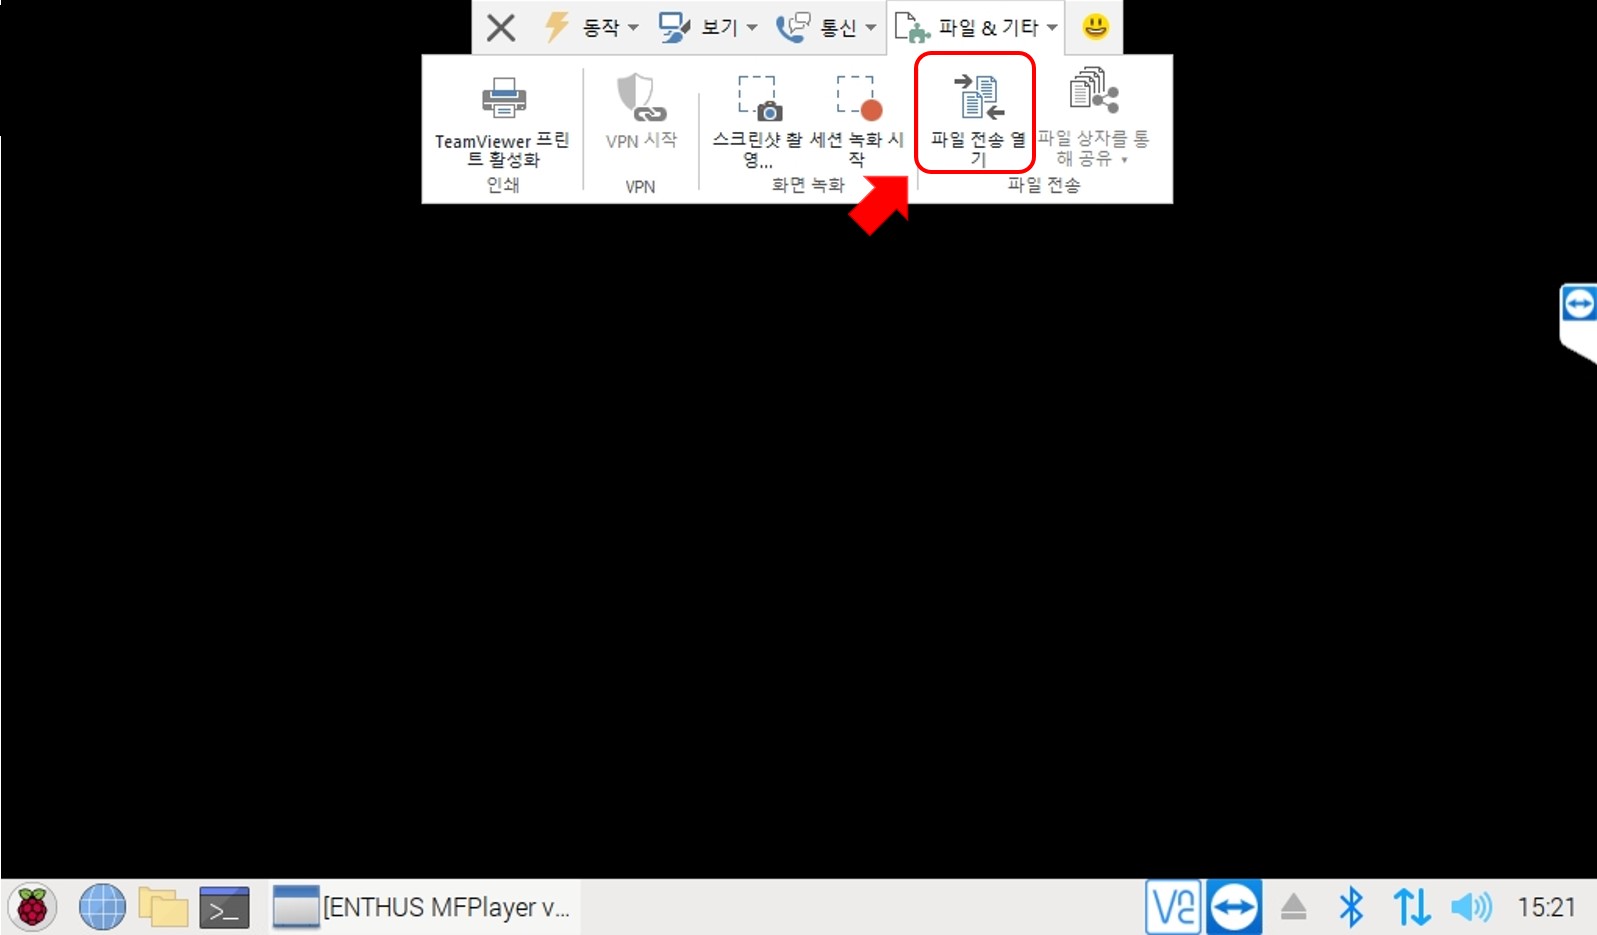 동작
보기
통신
파일 & 기타
TeamViewer 프린
트 활성화
인쇄
VPN 시작
VPN
스크린샷 촬
영...
세션 녹화 시
작
화면 녹화
파일 전송 열
기
파일 상자를 통
해 공유
파일 전송
[ENTHUS MFPlayer v...
15:21